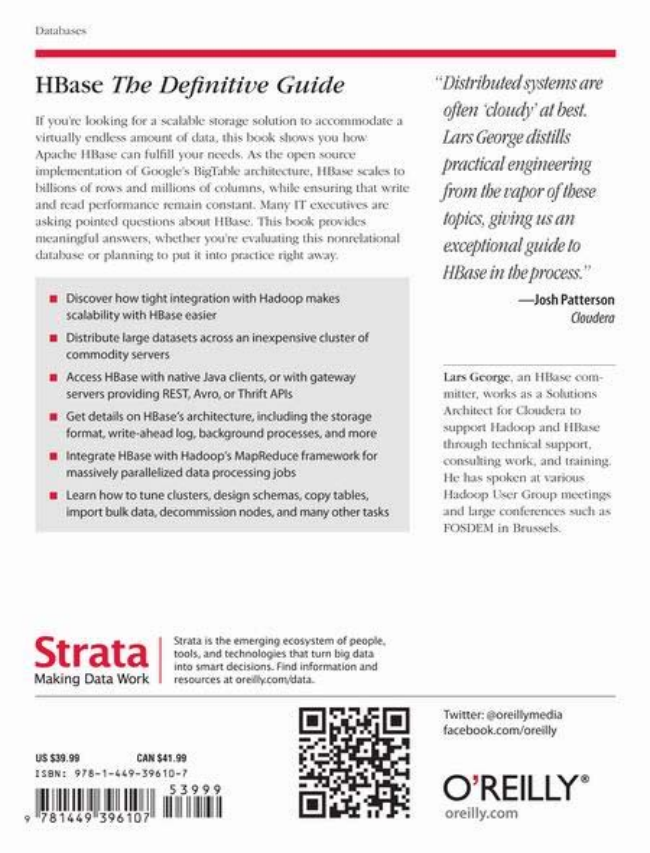 Databases
HBase The Definitive Guide
If you're looking for a scalable storage solution to accommodate a
virtually endless amount of data, this book shows you how
Apache HBase can fulfill your needs. As the open source
implementation of Google's BigTable architecture, HBase scales to
billions of rows and millions of columns, while ensuring that write
and read performance remain constant. Many IT executives are
asking pointed questions about HBase. This book provides
meaningful answers, whether you're evaluating this nonrelational
database or planning to put it into practice right away.
Discover how tight integration with Hadoop makes
scalability with HBase easier
Distribute large datasets across an inexpensive cluster of
commodity servers
Access HBase with native Java clients, or with gateway
servers providing REST, Avro, or Thrift APIs
Get details on HBase's architecture, including the storage
format, write-ahead log, background processes, and more
Integrate HBase with Hadoop's MapReduce framework for
massively parallelized data processing jobs
Learn how to tune clusters, design schemas, copy tables,
import bulk data, decommission nodes, and many other tasks
“Distributed systems are
often ‘cloudy’ at best.
Lars George distills
practical engineering
from the vapor of these
topics, giving us an
exceptional guide to
HBase in the process.”
—Josh Patterson
Cloudera
Lars George, an HBase com-
mitter, works as a Solutions
Architect for Cloudera to
support Hadoop and HBase
through technical support,
consulting work, and training.
He has spoken at various
Hadoop User Group meetings
and large conferences such as
FOSDEM in Brussels.
Strata
Making Data Work
Strata is the emerging ecosystem of people,
tools, and technologies that turn big data
into smart decisions. Find information and
resources at oreilly.com/data.
US $39.99 CAN $41.99
ISBN: 978-1-449-39610-7
53999
9 781449 396107
Twitter: @oreillymedia
facebook.com/oreilly
O'REILLY®
oreilly.com